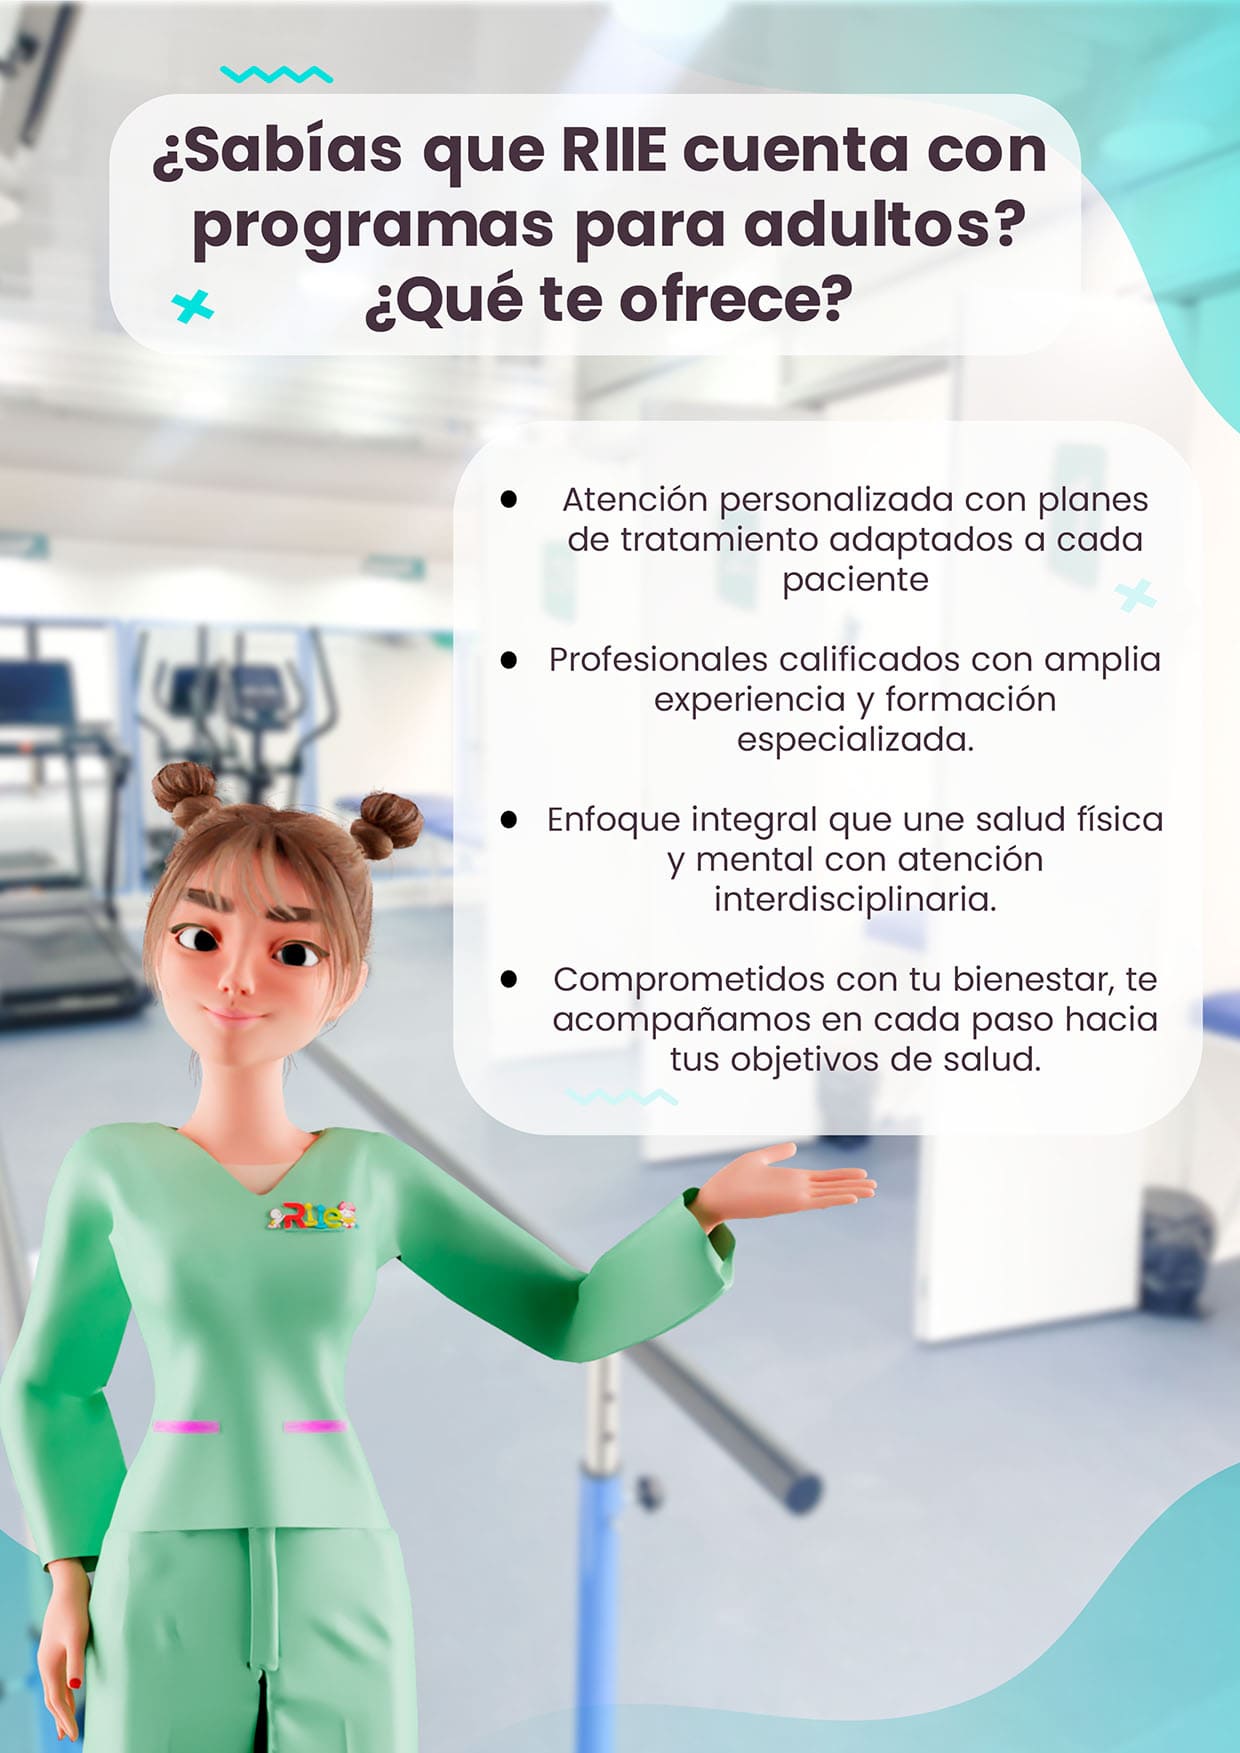 ¿Sabías que RIIE cuenta con
programas para adultos?
¿Qué te ofrece?
● Atención personalizada con planes
de tratamiento adaptados a cada
paciente
● Profesionales calificados con amplia
experiencia y formación
especializada.
● Enfoque integral que une salud física
y mental con atención
interdisciplinaria.
● Comprometidos con tu bienestar, te
acompañamos en cada paso hacia
tus objetivos de salud.
Riie